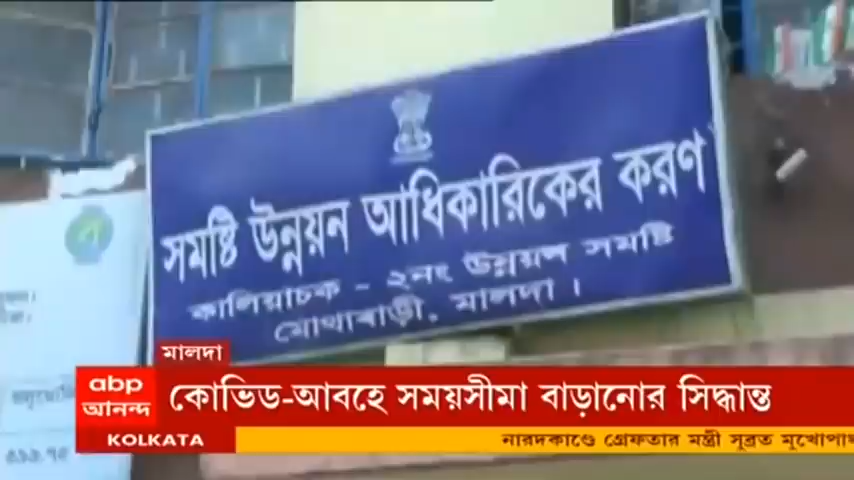 সমষ্টি উন্নয়ন আধিকারিকের করণ
কালিয়াচক - ২নং উন্নয়ন সমষ্টি
মোথাবাড়ী, মালদা।
মালদা
abp
আনন্দ
কোভিড-আবহে সময়সীমা বাড়ানোর সিদ্ধান্ত
KOLKATA
নারদকাণ্ডে গ্রেফতার মন্ত্রী সুব্রত